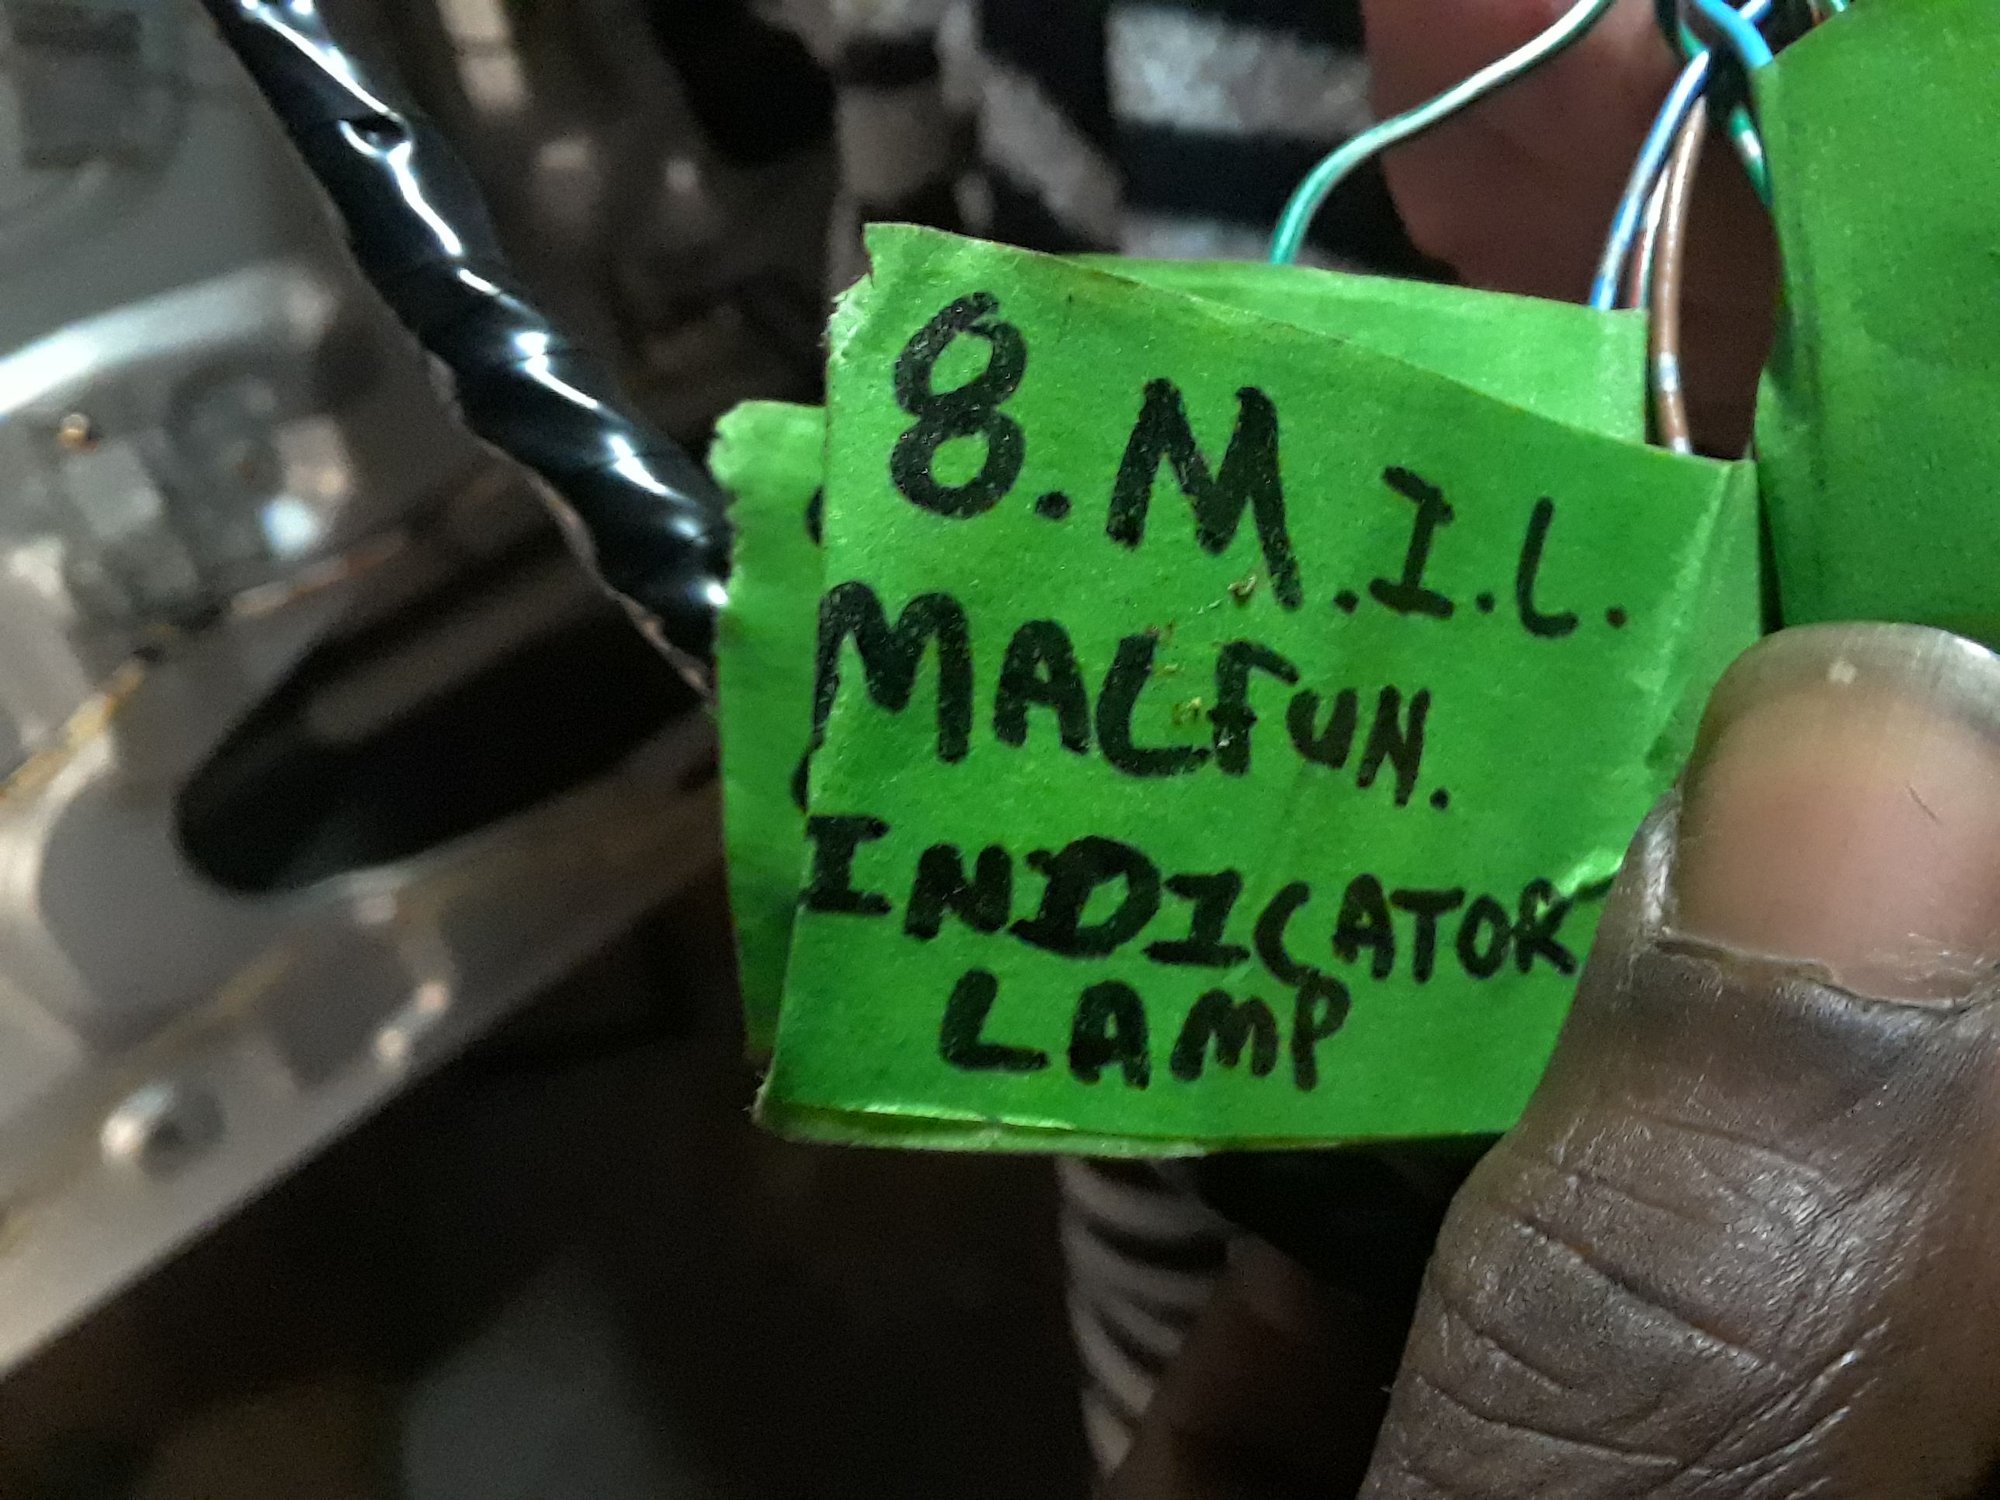 8. M.I.L.
MALFUN.
INDICATOR
LAMP